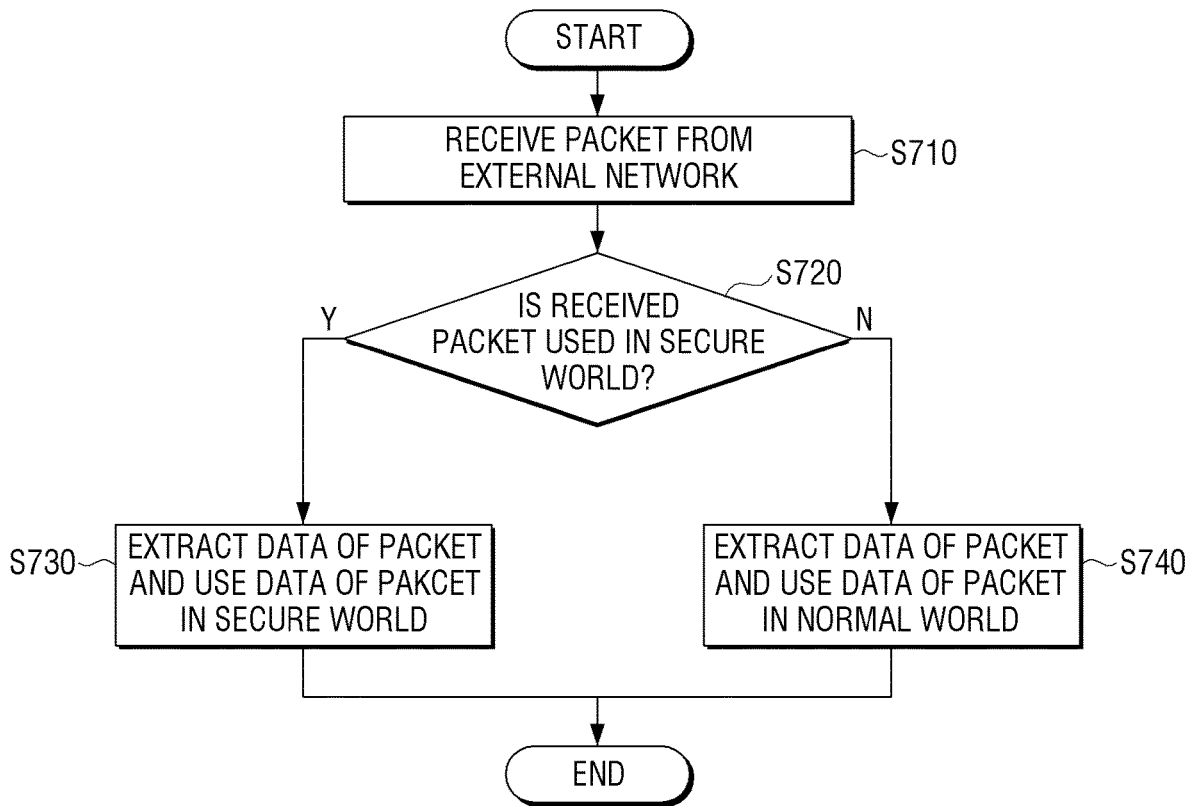 START
RECEIVE PACKET FROM
EXTERNAL NETWORK
S710
S720
IS RECEIVED
PACKET USED IN SECURE
WORLD?
Y
N
S730
EXTRACT DATA OF PACKET
AND USE DATA OF PAKCET
IN SECURE WORLD
EXTRACT DATA OF PACKET
AND USE DATA OF PACKET
IN NORMAL WORLD
S740
END